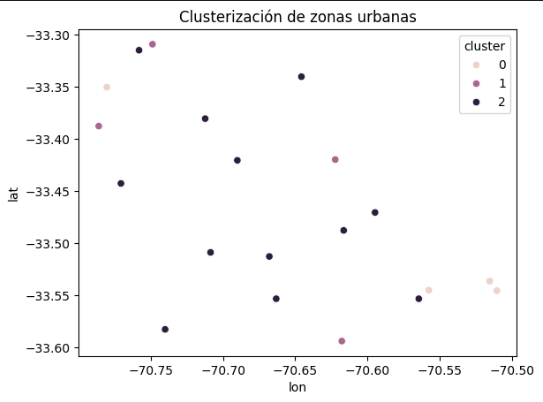 Clusterización de zonas urbanas
cluster
0
1
2
lat
−33.30
−33.35
−33.40
−33.45
−33.50
−33.55
−33.60
−70.75 −70.70 −70.65 −70.60 −70.55 −70.50
lon